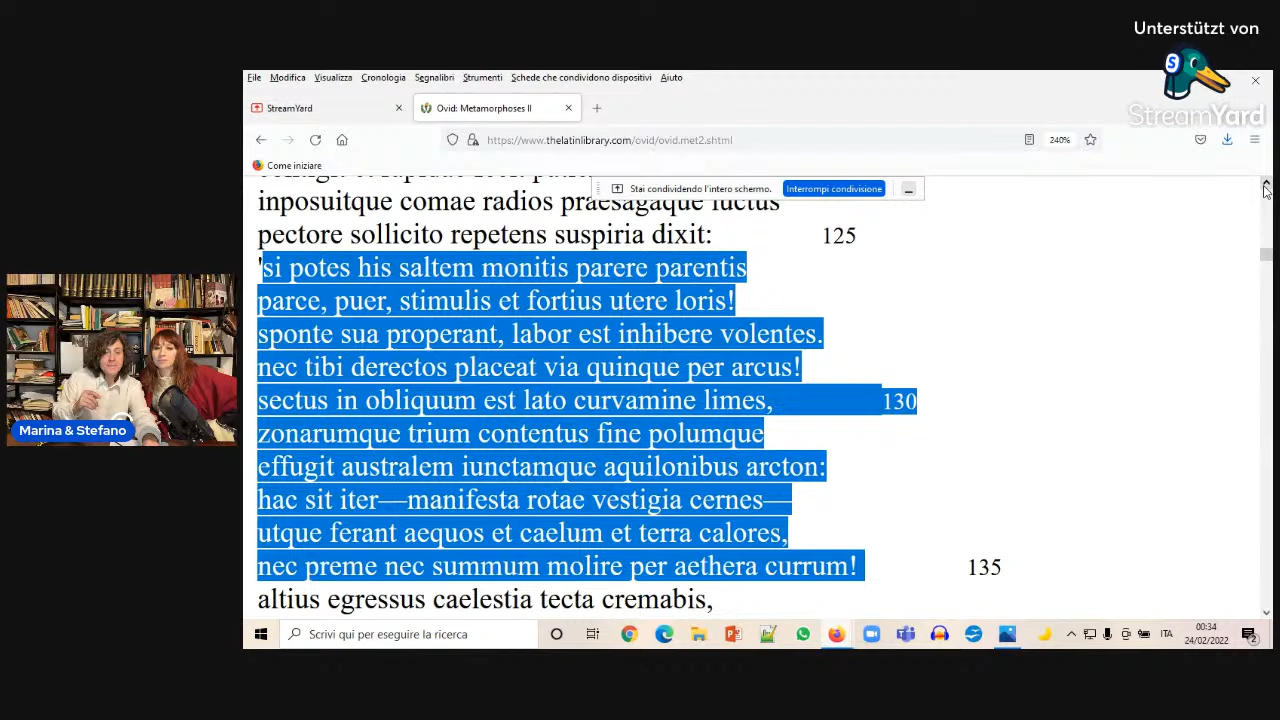 Unterstützt von
StreamYard
File Modifica Visualizza Cronologia Segnalibri Strumenti Schede che condividono dispositivi Aiuto
StreamYard
Ovid: Metamorphoses II
https://www.thelatinlibrary.com/ovid/ovid.met2.shtml
240%
Come iniziare
Stai condividendo l'intero schermo. Interrompi condivisione
inposuitque comae radios praesagaque luctus
pectore sollicito repetens suspiria dixit: 125
'si potes his saltem monitis parere parentis
parce, puer, stimulis et fortius utere loris!
sponte sua properant, labor est inhibere volentes.
nec tibi derectos placeat via quinque per arcus!
sectus in obliquum est lato curvamine limes, 130
zonarumque trium contentus fine polumque
effugit australem iunctamque aquilonibus arcton:
hac sit iter—manifesta rotae vestigia cernes—
utque ferant aequos et caelum et terra calores,
nec preme nec summum molire per aethera currum! 135
altius egressus caelestia tecta cremabis,
Marina & Stefano
Scrivi qui per eseguire la ricerca
ITA
00:34
24/02/2022
2